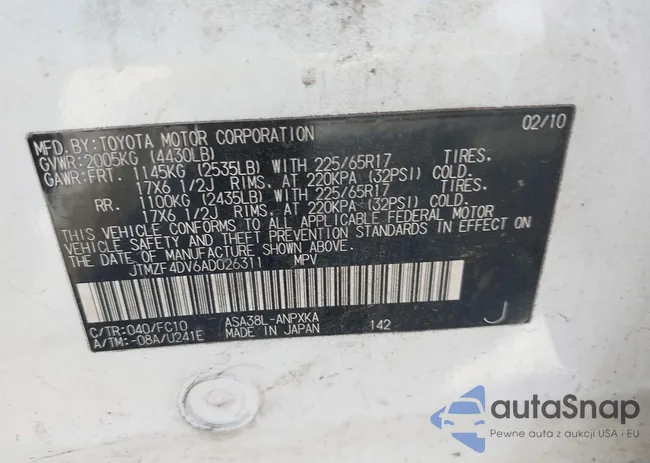 MFD.BY:TOYOTA MOTOR CORPORATION 02/10
GVWR:2005KG (4430LB)
GAWR:FRT. 1145KG (2535LB) WITH 225/65R17 TIRES.
17X6 1/2J RIMS, AT 220KPA (32PSI) COLD.
RR. 1100KG (2435LB) WITH 225/65R17 TIRES.
17X6 1/2J RIMS, AT 220KPA (32PSI) COLD.
THIS VEHICLE CONFORMS TO ALL APPLICABLE FEDERAL MOTOR
VEHICLE SAFETY AND THEFT PREVENTION STANDARDS IN EFFECT ON
THE DATE OF MANUFACTURE SHOWN ABOVE.
JTMZF4DV6AD026311 MPV
C/TR:040/FC10 ASA38L-ANPXKA
A/TM:-08A/U241E MADE IN JAPAN 142 J
autaSnap
Pewne auta z aukcji USA i EU